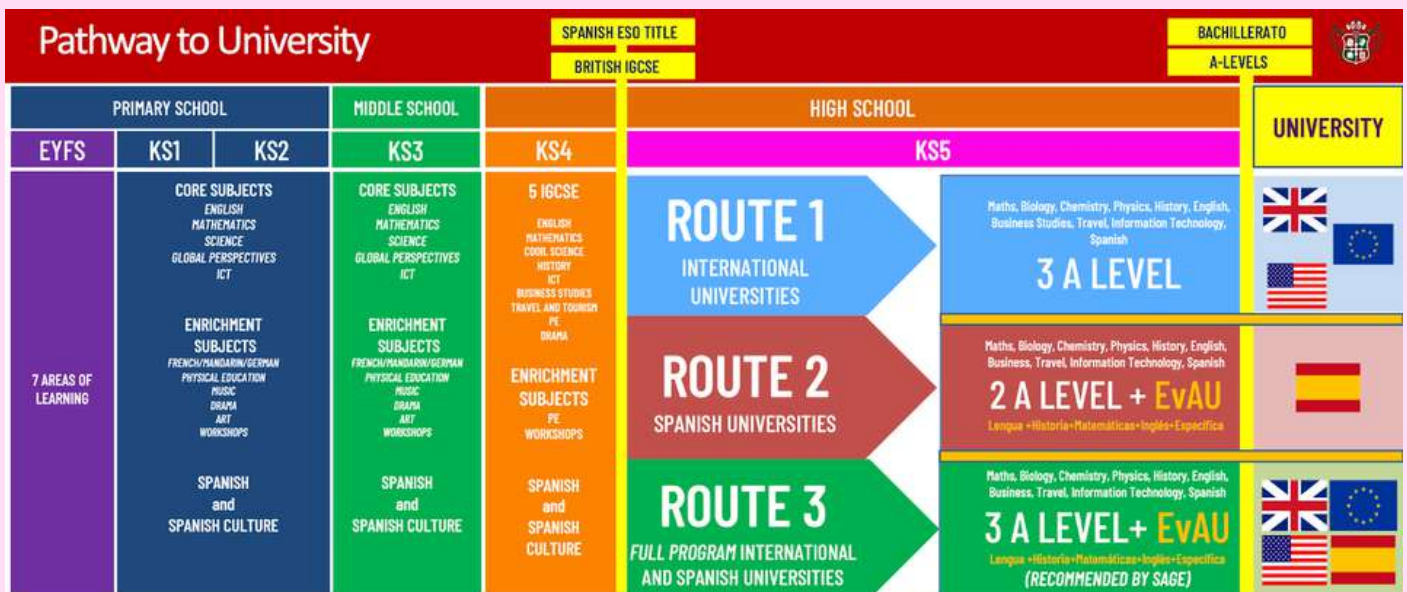 Pathway to University
SPANISH ESO TITLE
BRITISH IGCSE
BACHILLERATO
A-LEVELS
PRIMARY SCHOOL
MIDDLE SCHOOL
HIGH SCHOOL
UNIVERSITY
EYFS
KS1
KS2
KS3
KS4
KS5
7 AREAS OF
LEARNING
CORE SUBJECTS
ENGLISH
MATHEMATICS
SCIENCE
GLOBAL PERSPECTIVES
ICT
ENRICHMENT
SUBJECTS
FRENCH/MANDARIN/GERMAN
PHYSICAL EDUCATION
MUSIC
DRAMA
ART
WORKSHOPS
SPANISH
and
SPANISH CULTURE
CORE SUBJECTS
ENGLISH
MATHEMATICS
SCIENCE
GLOBAL PERSPECTIVES
ICT
ENRICHMENT
SUBJECTS
FRENCH/MANDARIN/GERMAN
PHYSICAL EDUCATION
MUSIC
DRAMA
ART
WORKSHOPS
SPANISH
and
SPANISH CULTURE
5 IGCSE
ENGLISH
MATHEMATICS
COOR. SCIENCE
HISTORY
ICT
BUSINESS STUDIES
TRAVEL AND TOURISM
PE
DRAMA
ENRICHMENT
SUBJECTS
PE
WORKSHOPS
SPANISH
and
SPANISH
CULTURE
ROUTE 1
INTERNATIONAL
UNIVERSITIES
Maths, Biology, Chemistry, Physics, History, English,
Business Studies, Travel, Information Technology,
Spanish
3 A LEVEL
ROUTE 2
SPANISH UNIVERSITIES
Maths, Biology, Chemistry, Physics, History, English,
Business, Travel, Information Technology, Spanish
2 A LEVEL + EvAU
Lengua +Historia+Matemáticas+Inglés+Específica
ROUTE 3
FULL PROGRAM INTERNATIONAL
AND SPANISH UNIVERSITIES
Maths, Biology, Chemistry, Physics, History, English,
Business, Travel, Information Technology, Spanish
3 A LEVEL+ EvAU
Lengua +Historia+Matemáticas+Inglés+Específica
(RECOMMENDED BY SAGE)